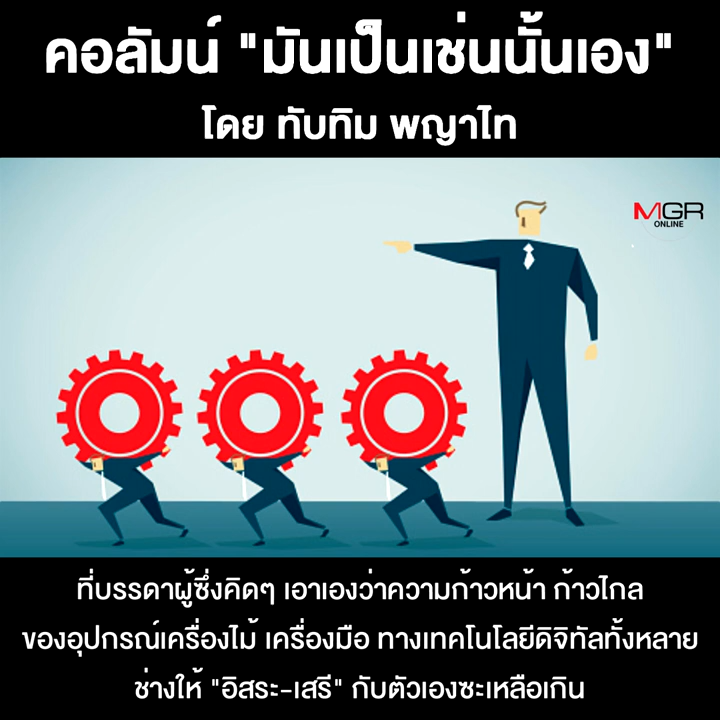 คอลัมน์ "มันเป็นเช่นนั้นเอง"
โดย ทับทิม พญาไท
MGR
ONLINE
ที่บรรดาผู้ซึ่งคิดๆ เอาเองว่าความก้าวหน้า ก้าวไกล
ของอุปกรณ์เครื่องไม้ เครื่องมือ ทางเทคโนโลยีดิจิทัลทั้งหลาย
ช่างให้ "อิสระ-เสรี" กับตัวเองซะเหลือเกิน